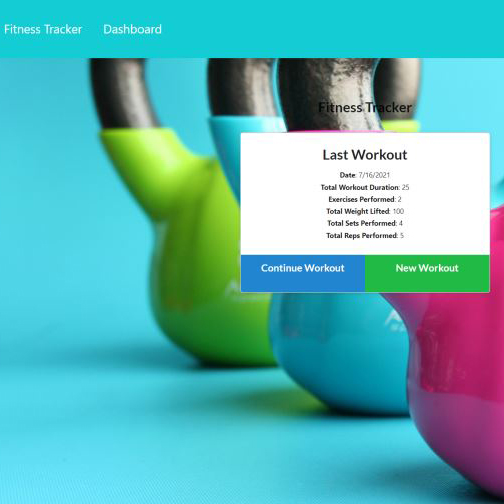 Fitness Tracker Dashboard
Fitness Tracker
Last Workout
Date: 7/16/2021
Total Workout Duration: 25
Exercises Performed: 2
Total Weight Lifted: 100
Total Sets Performed: 4
Total Reps Performed: 5
Continue Workout New Workout